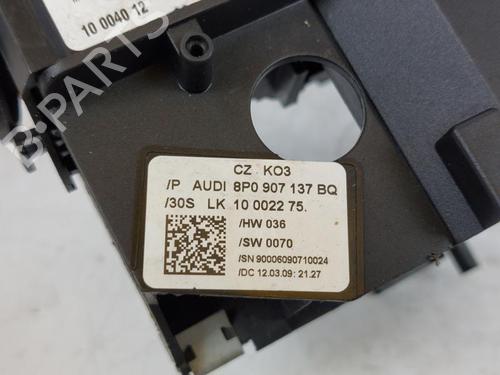 10 0040 12
CZ KO3
/P AUDI 8P0 907 137 BQ
/30S LK 10 0022 75.
/HW 036
/SW 0070
/SN 90006090710024
/DC 12.03.09: 21.27
B-Parts